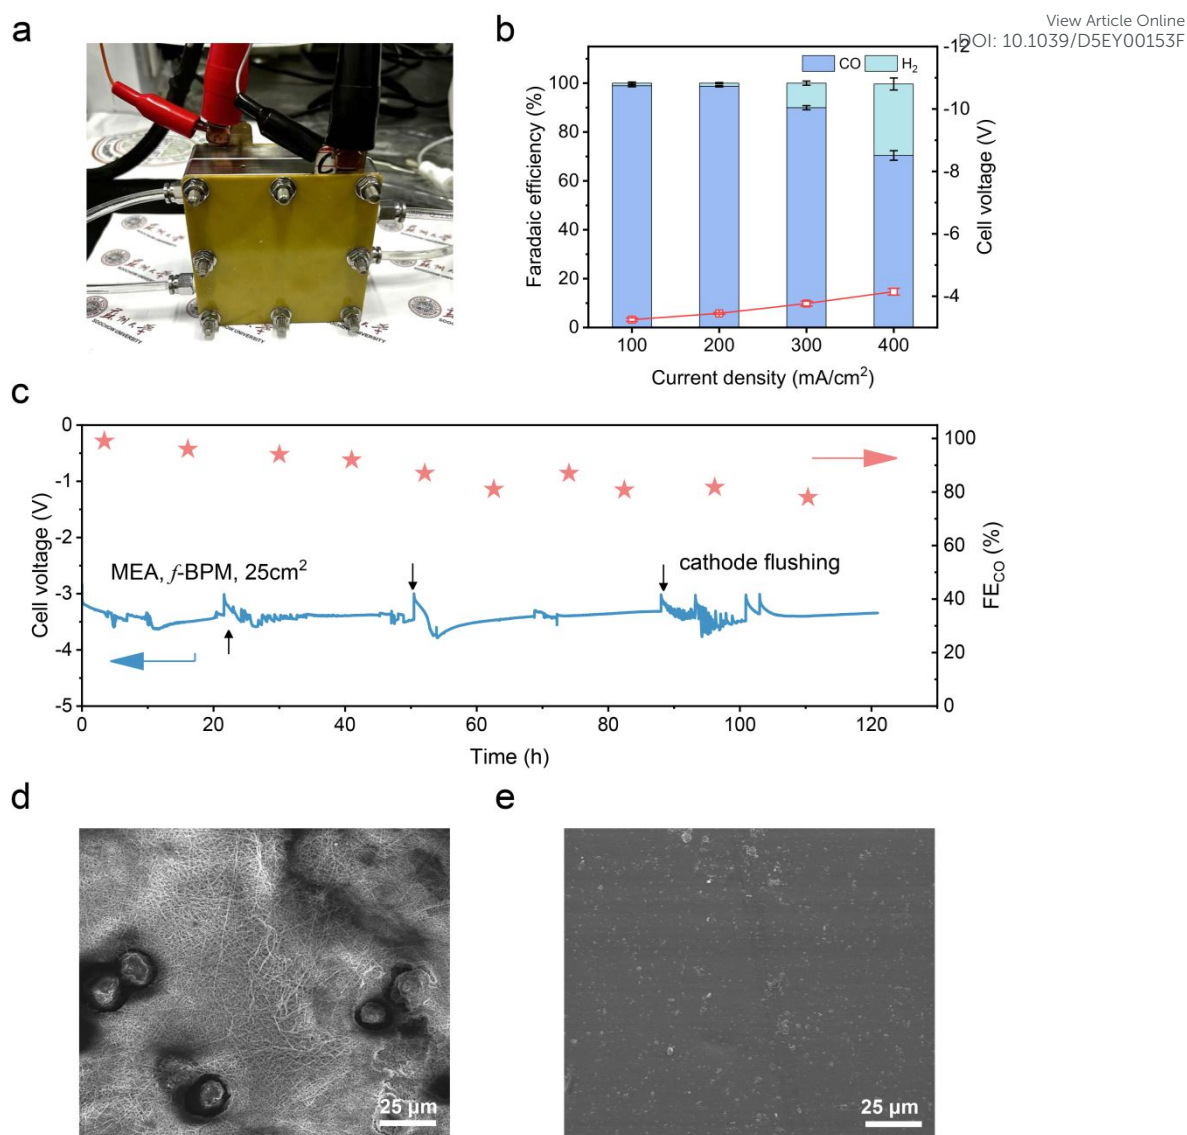 View Article Online
DOI: 10.1039/D5EY00153F
a
b
CO
H₂
Faradaic efficiency (%)
100
80
60
40
20
0
-12
-10
-8
-6
-4
Cell voltage (V)
100
200
300
400
Current density (mA/cm²)
SOOCHOW UNIVERSITY
c
Cell voltage (V)
0
-1
-2
-3
-4
-5
MEA, f-BPM, 25cm²
cathode flushing
100
80
60
40
20
0
FE_CO (%)
0
20
40
60
80
100
120
Time (h)
d
e
25 µm
25 µm